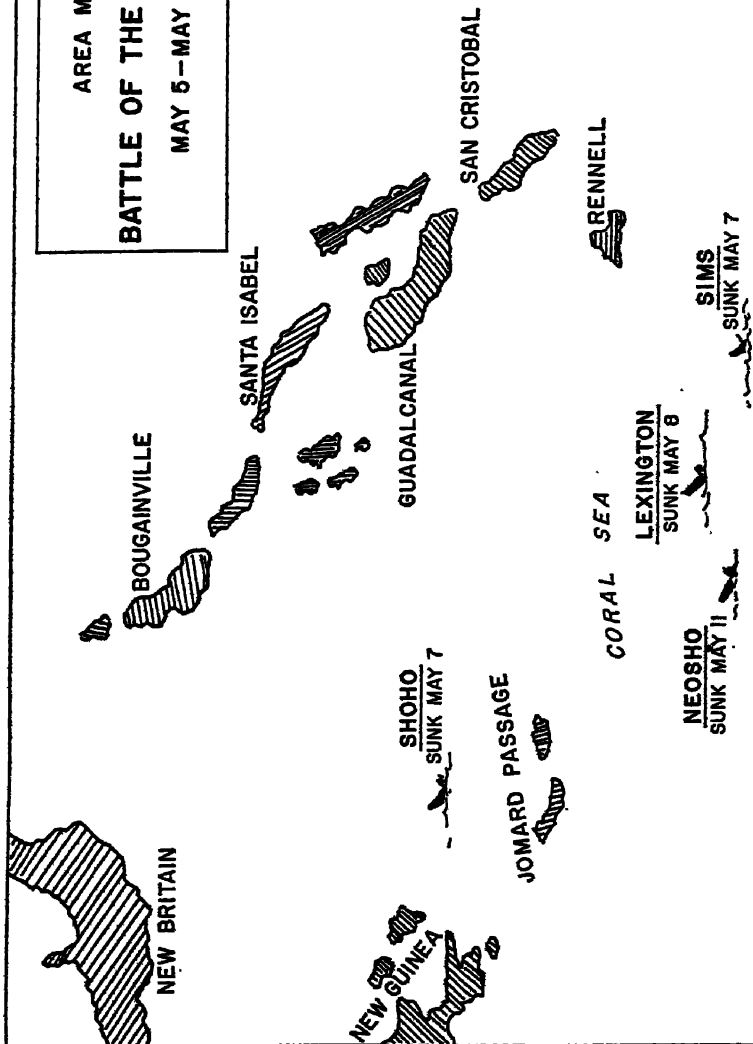 AREA M
BATTLE OF THE
MAY 5-MAY
NEW BRITAIN
BOUGAINVILLE
SANTA ISABEL
SAN CRISTOBAL
GUADALCANAL
RENNELL
NEW GUINEA
SHOHO
SUNK MAY 7
JOMARD PASSAGE
CORAL SEA
LEXINGTON
SUNK MAY 8
SIMS
SUNK MAY 7
NEOSHO
SUNK MAY 11